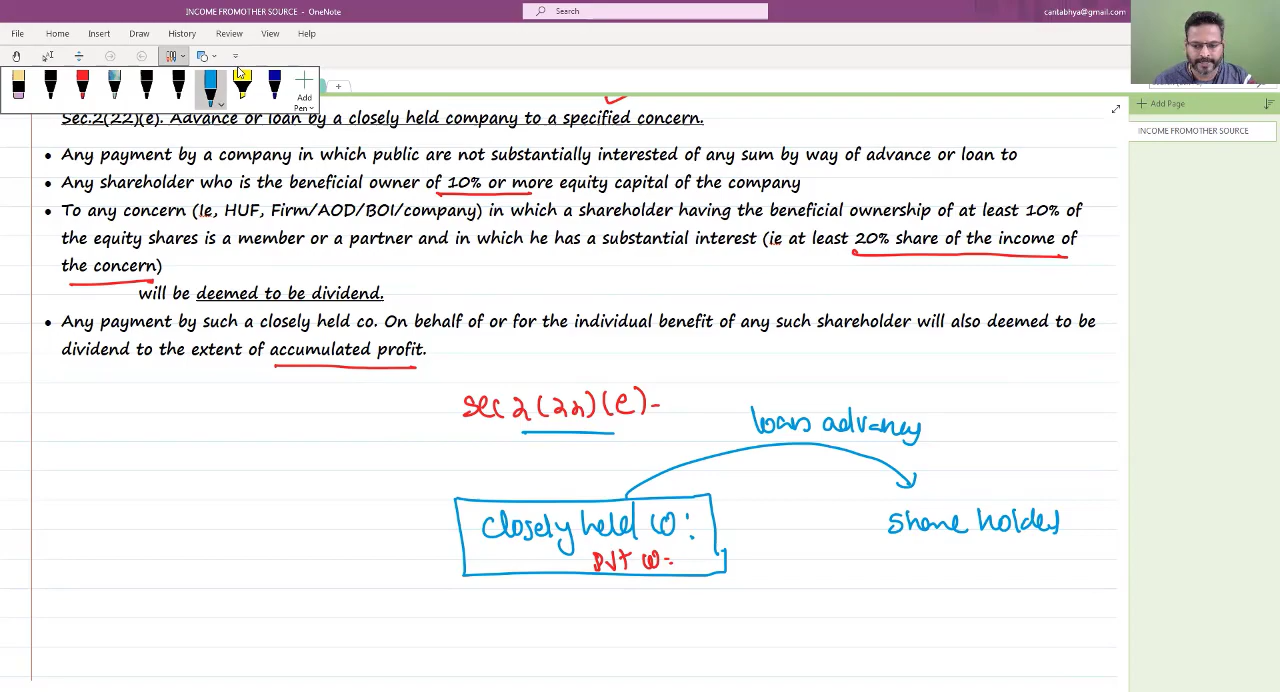 INCOME FROMOTHER SOURCE - OneNote
Search
cantabhya@gmail.com
File Home Insert Draw History Review View Help
Add Pen
Add Page
INCOME FROMOTHER SOURCE
Sec.2(22)(e). Advance or loan by a closely held company to a specified concern.
• Any payment by a company in which public are not substantially interested of any sum by way of advance or loan to
• Any shareholder who is the beneficial owner of 10% or more equity capital of the company
• To any concern (Ie, HUF, Firm/AOD/BOI/company) in which a shareholder having the beneficial ownership of at least 10% of
the equity shares is a member or a partner and in which he has a substantial interest (ie at least 20% share of the income of
the concern)
will be deemed to be dividend.
• Any payment by such a closely held co. On behalf of or for the individual benefit of any such shareholder will also deemed to be
dividend to the extent of accumulated profit.
sec 2(22)(e)-
loans advancy
closely held co:
share holder
pvt co: